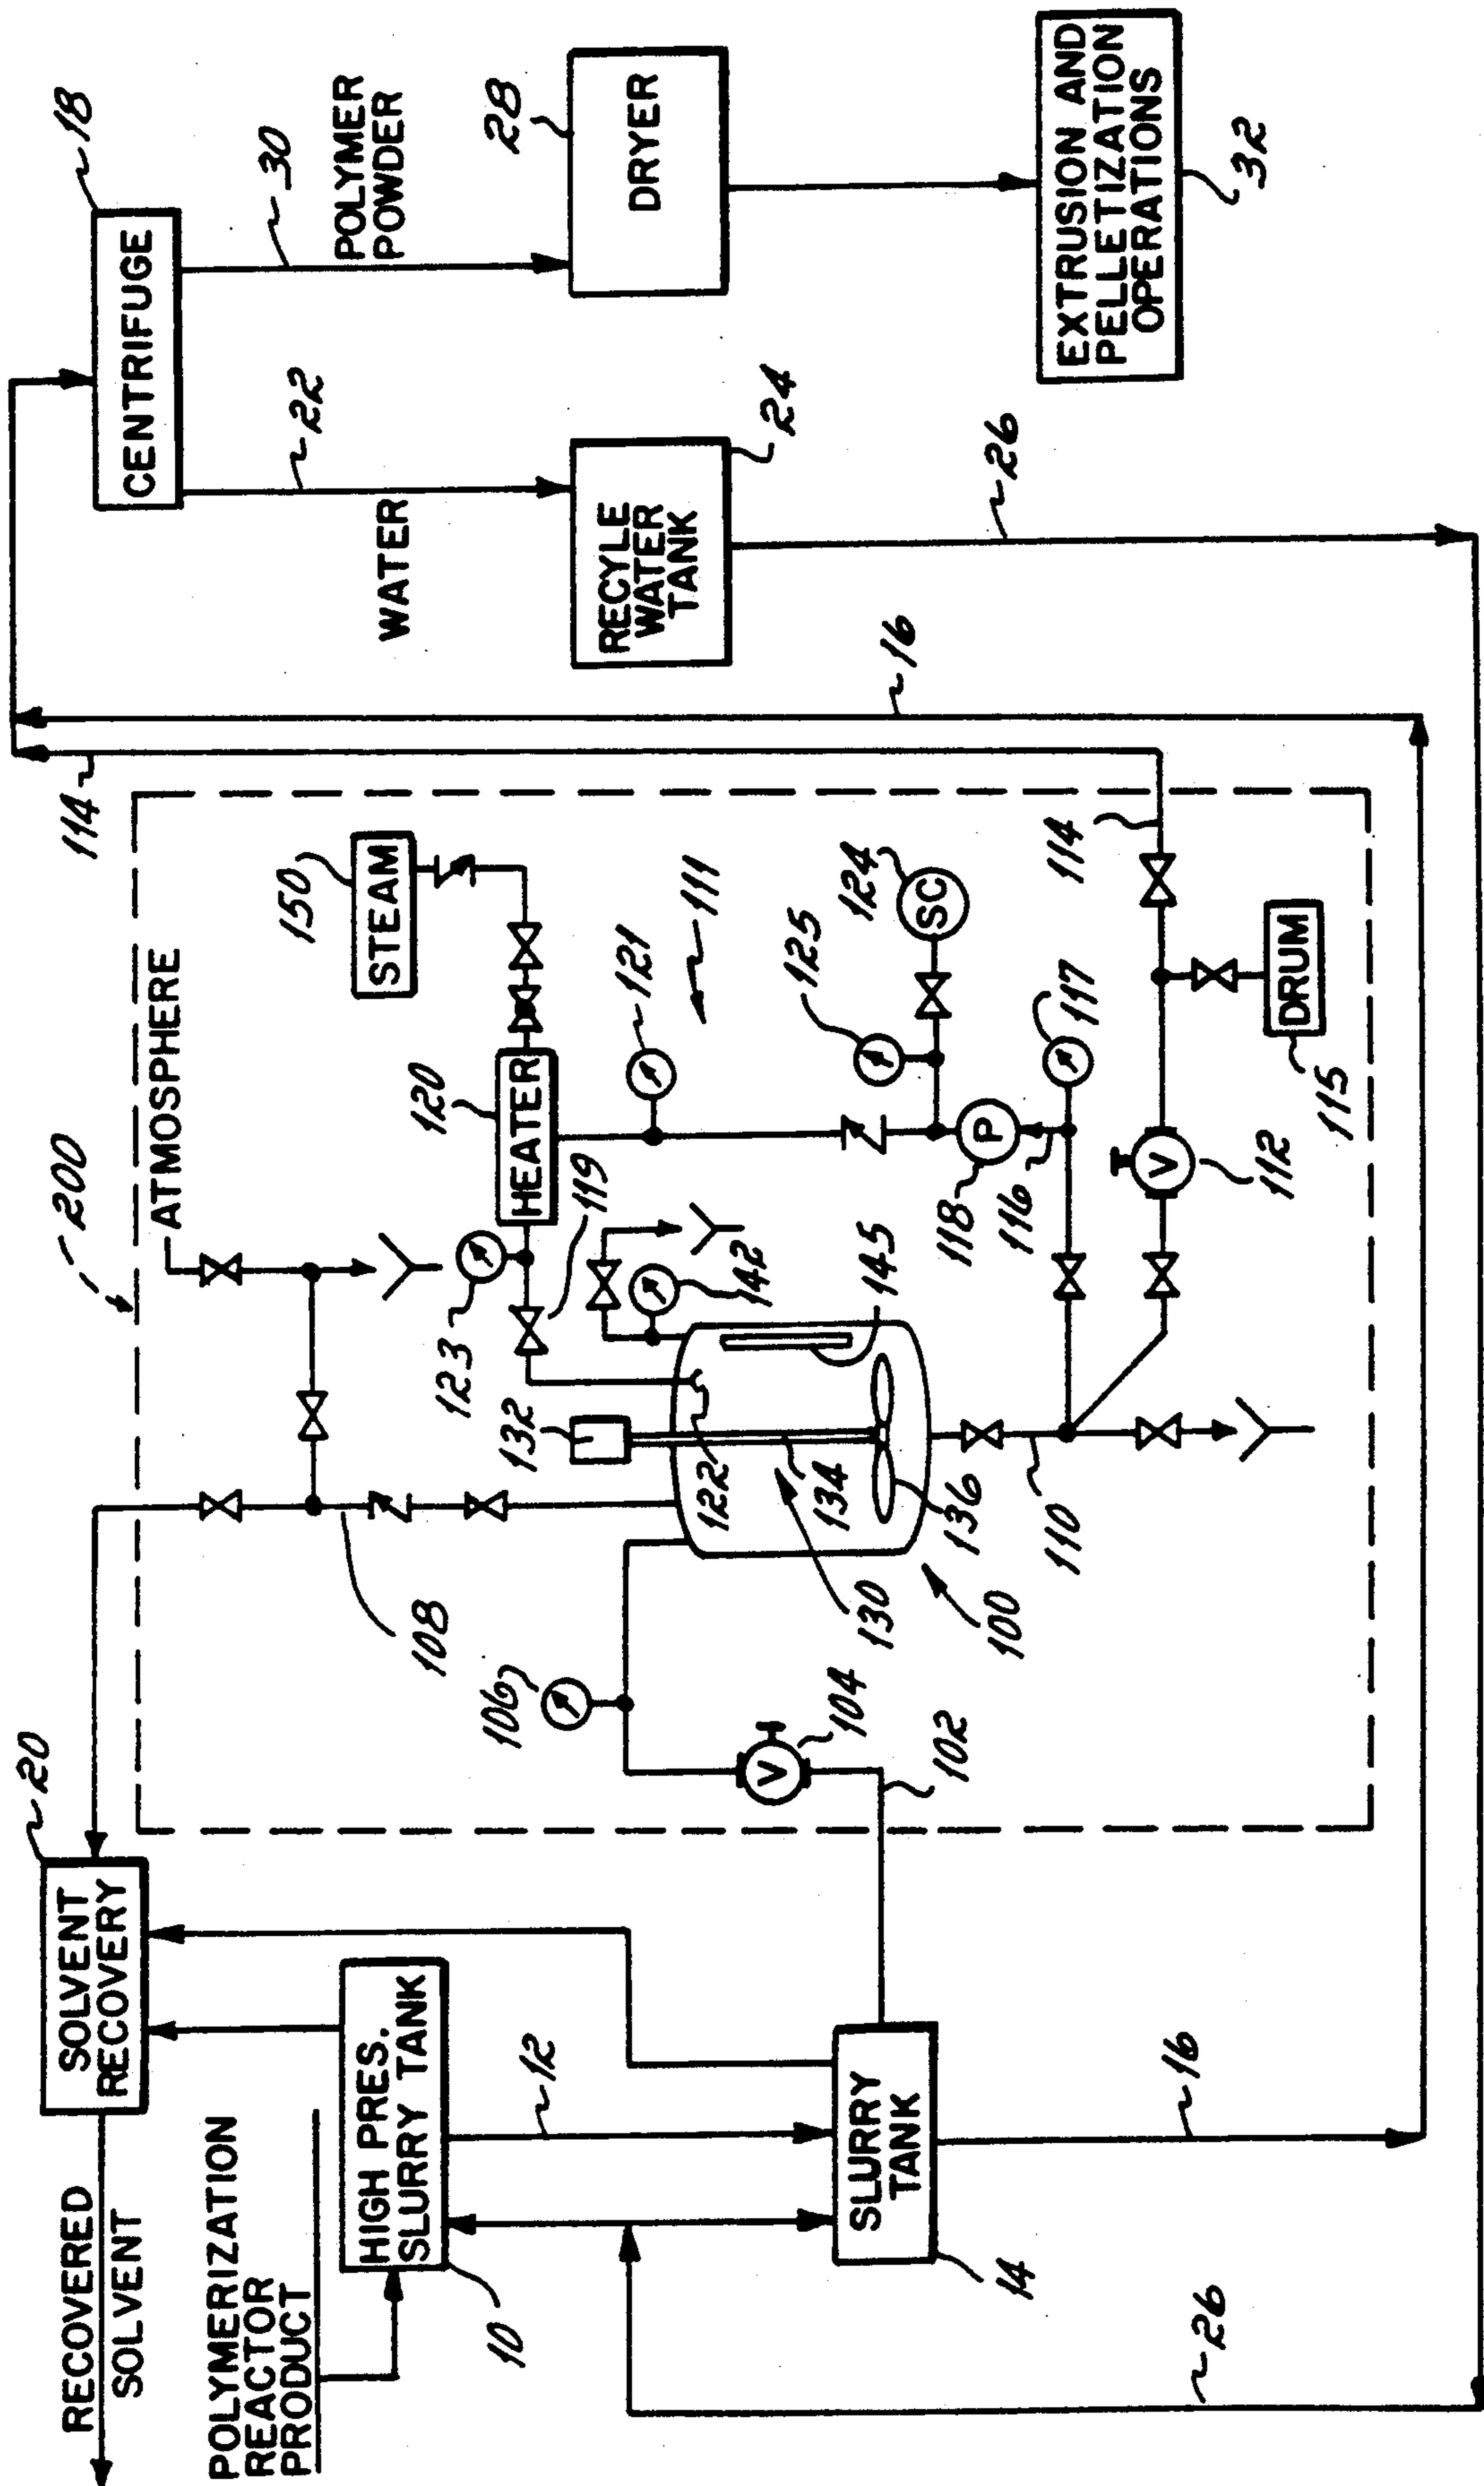 RECOVERED
SOLVENT
SOLVENT
RECOVERY
20
POLYMERIZATION
REACTOR
PRODUCT
HIGH PRES.
SLURRY TANK
10
12
SLURRY
TANK
14
16
26
200
ATMOSPHERE
108
106
V
104
102
132
123
122
HEATER
120
119
STEAM
150
142
145
130
134
136
100
110
121
111
125
SC
124
P
118
116
117
V
112
DRUM
115
114
114
16
CENTRIFUGE
18
22
WATER
30
POLYMER
POWDER
RECYLE
WATER
TANK
24
26
DRYER
28
EXTRUSION AND
PELLETIZATION
OPERATIONS
32